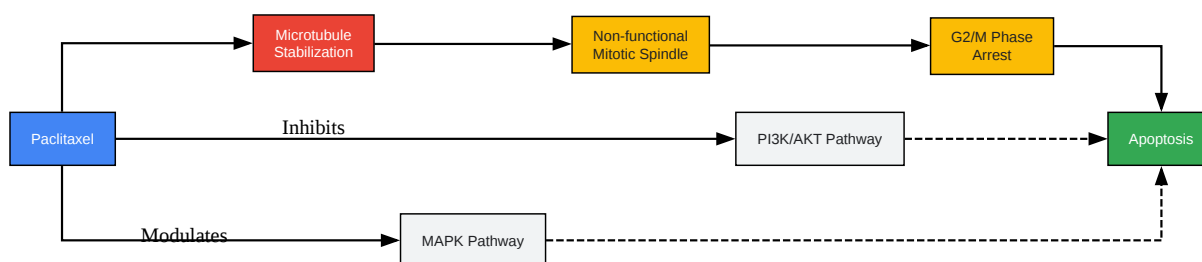 Microtubule
Stabilization
Non-functional
Mitotic Spindle
G2/M Phase
Arrest
Paclitaxel
Inhibits
PI3K/AKT Pathway
Apoptosis
Modulates
MAPK Pathway